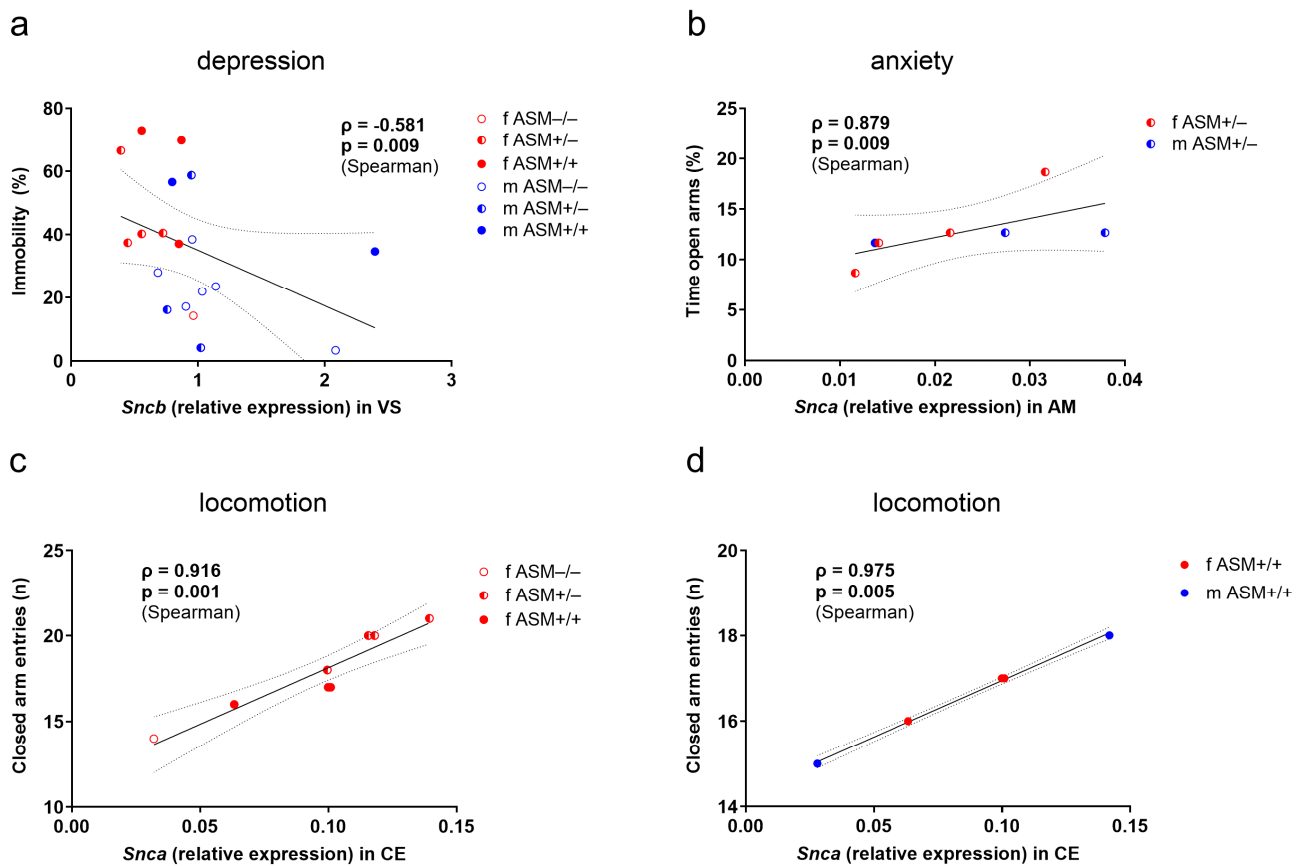 a
depression
Immobility (%)
80
60
40
20
0
0
1
2
3
ρ = -0.581
p = 0.009
(Spearman)
f ASM–/–
f ASM+/–
f ASM+/+
m ASM–/–
m ASM+/–
m ASM+/+
Sncb (relative expression) in VS
b
anxiety
Time open arms (%)
25
20
15
10
5
0
0.00
0.01
0.02
0.03
0.04
ρ = 0.879
p = 0.009
(Spearman)
f ASM+/–
m ASM+/–
Snca (relative expression) in AM
c
locomotion
Closed arm entries (n)
25
20
15
10
0.00
0.05
0.10
0.15
ρ = 0.916
p = 0.001
(Spearman)
f ASM–/–
f ASM+/–
f ASM+/+
Snca (relative expression) in CE
d
locomotion
Closed arm entries (n)
20
18
16
14
0.00
0.05
0.10
0.15
ρ = 0.975
p = 0.005
(Spearman)
f ASM+/+
m ASM+/+
Snca (relative expression) in CE